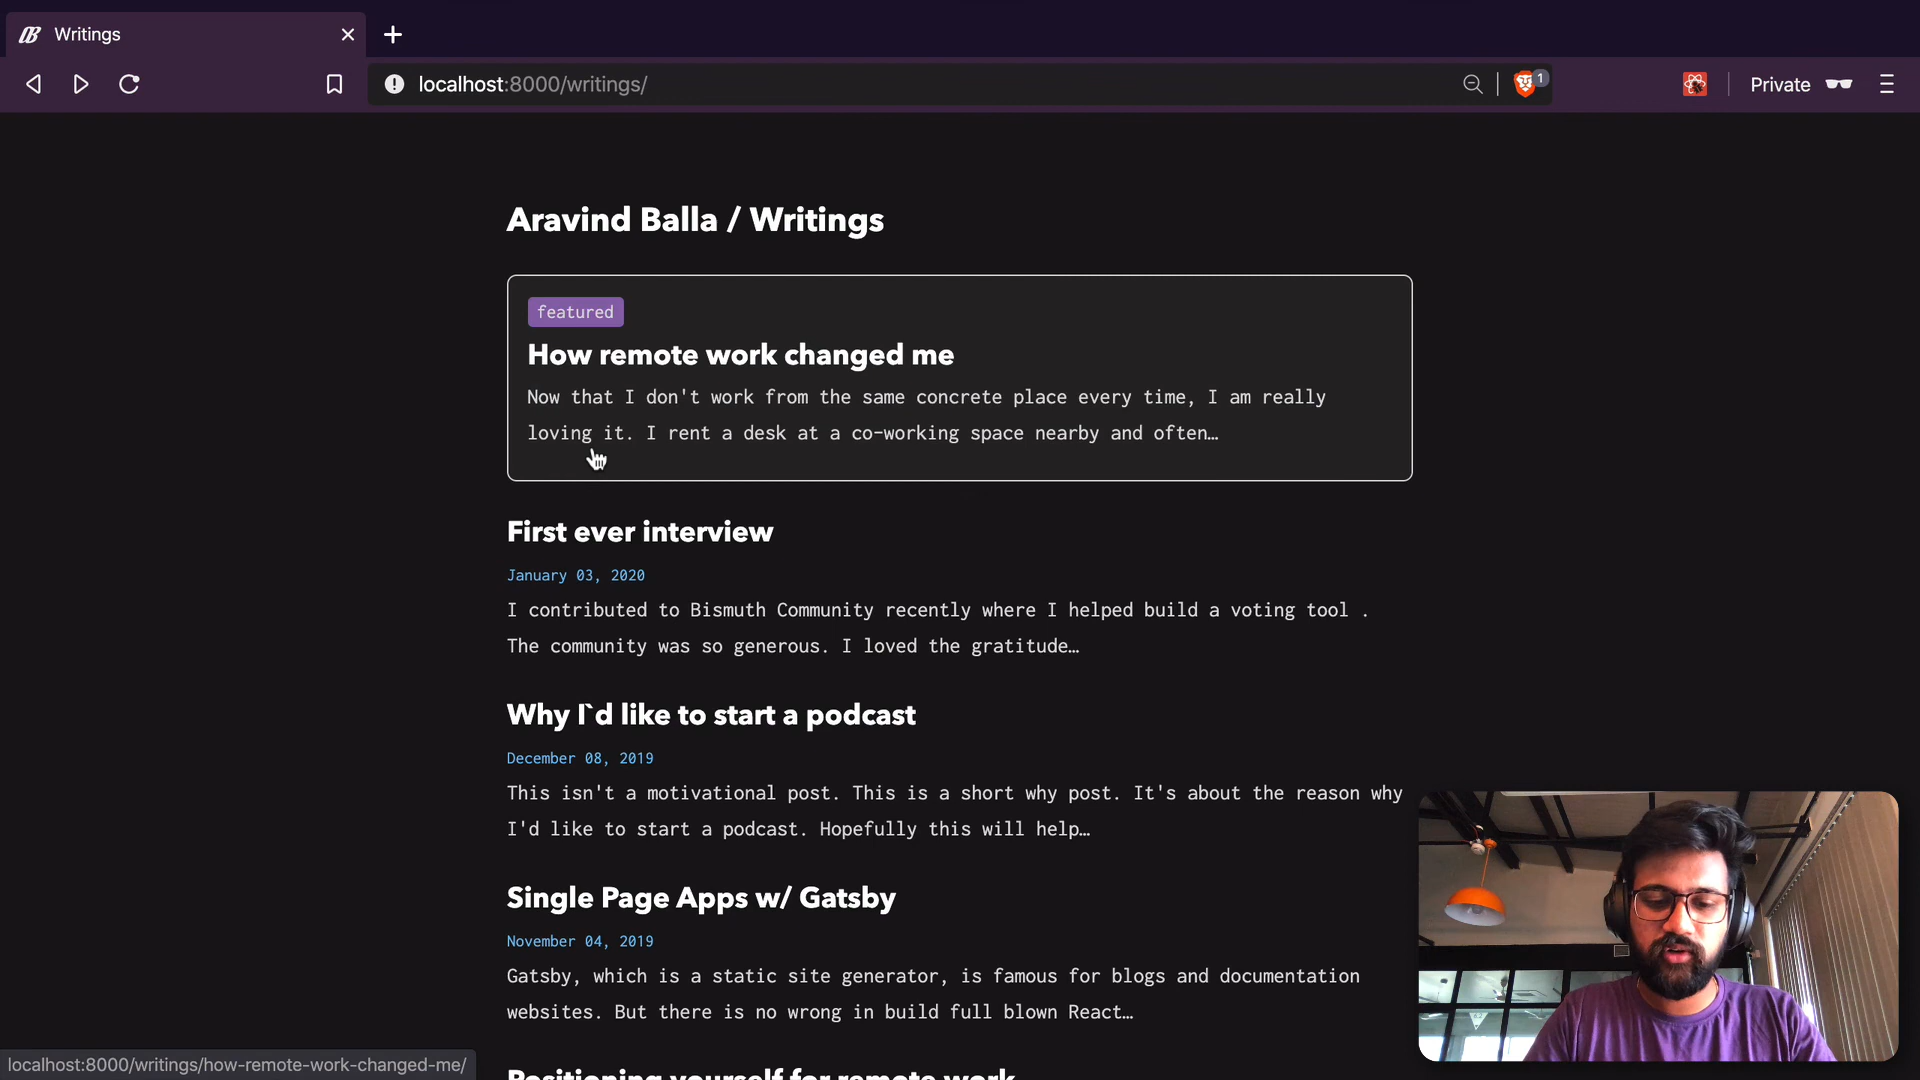 Writings
localhost:8000/writings/
1
Private
Aravind Balla / Writings
featured
How remote work changed me
Now that I don't work from the same concrete place every time, I am really
loving it. I rent a desk at a co-working space nearby and often…
First ever interview
January 03, 2020
I contributed to Bismuth Community recently where I helped build a voting tool .
The community was so generous. I loved the gratitude…
Why I`d like to start a podcast
December 08, 2019
This isn't a motivational post. This is a short why post. It's about the reason why
I'd like to start a podcast. Hopefully this will help…
Single Page Apps w/ Gatsby
November 04, 2019
Gatsby, which is a static site generator, is famous for blogs and documentation
websites. But there is no wrong in build full blown React…
Positioning yourself for remote work
localhost:8000/writings/how-remote-work-changed-me/